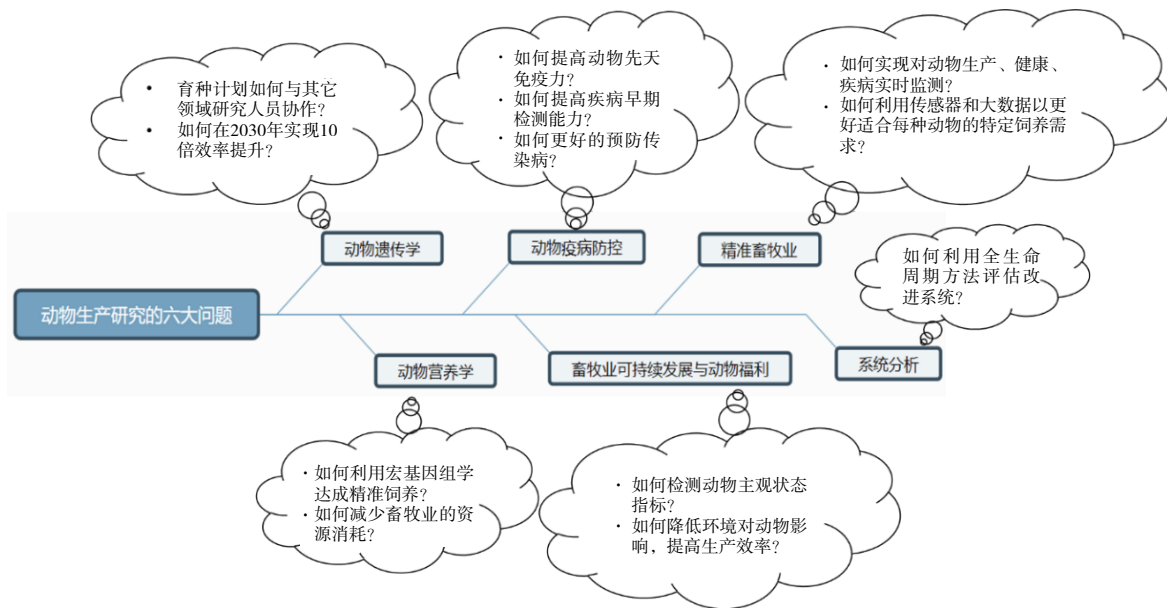 • 育种计划如何与其它
领域研究人员协作？
• 如何在2030年实现10
倍效率提升？
· 如何提高动物先天
免疫力？
· 如何提高疾病早期
检测能力？
· 如何更好的预防传
染病？
· 如何实现对动物生产、健康、
疾病实时监测？
· 如何利用传感器和大数据以更
好适合每种动物的特定饲养需
求？
动物遗传学
动物疫病防控
精准畜牧业
如何利用全生命
周期方法评估改
进系统？
动物生产研究的六大问题
动物营养学
畜牧业可持续发展与动物福利
系统分析
· 如何利用宏基因组学
达成精准饲养？
· 如何减少畜牧业的资
源消耗？
· 如何检测动物主观状态
指标？
· 如何降低环境对动物影
响，提高生产效率？